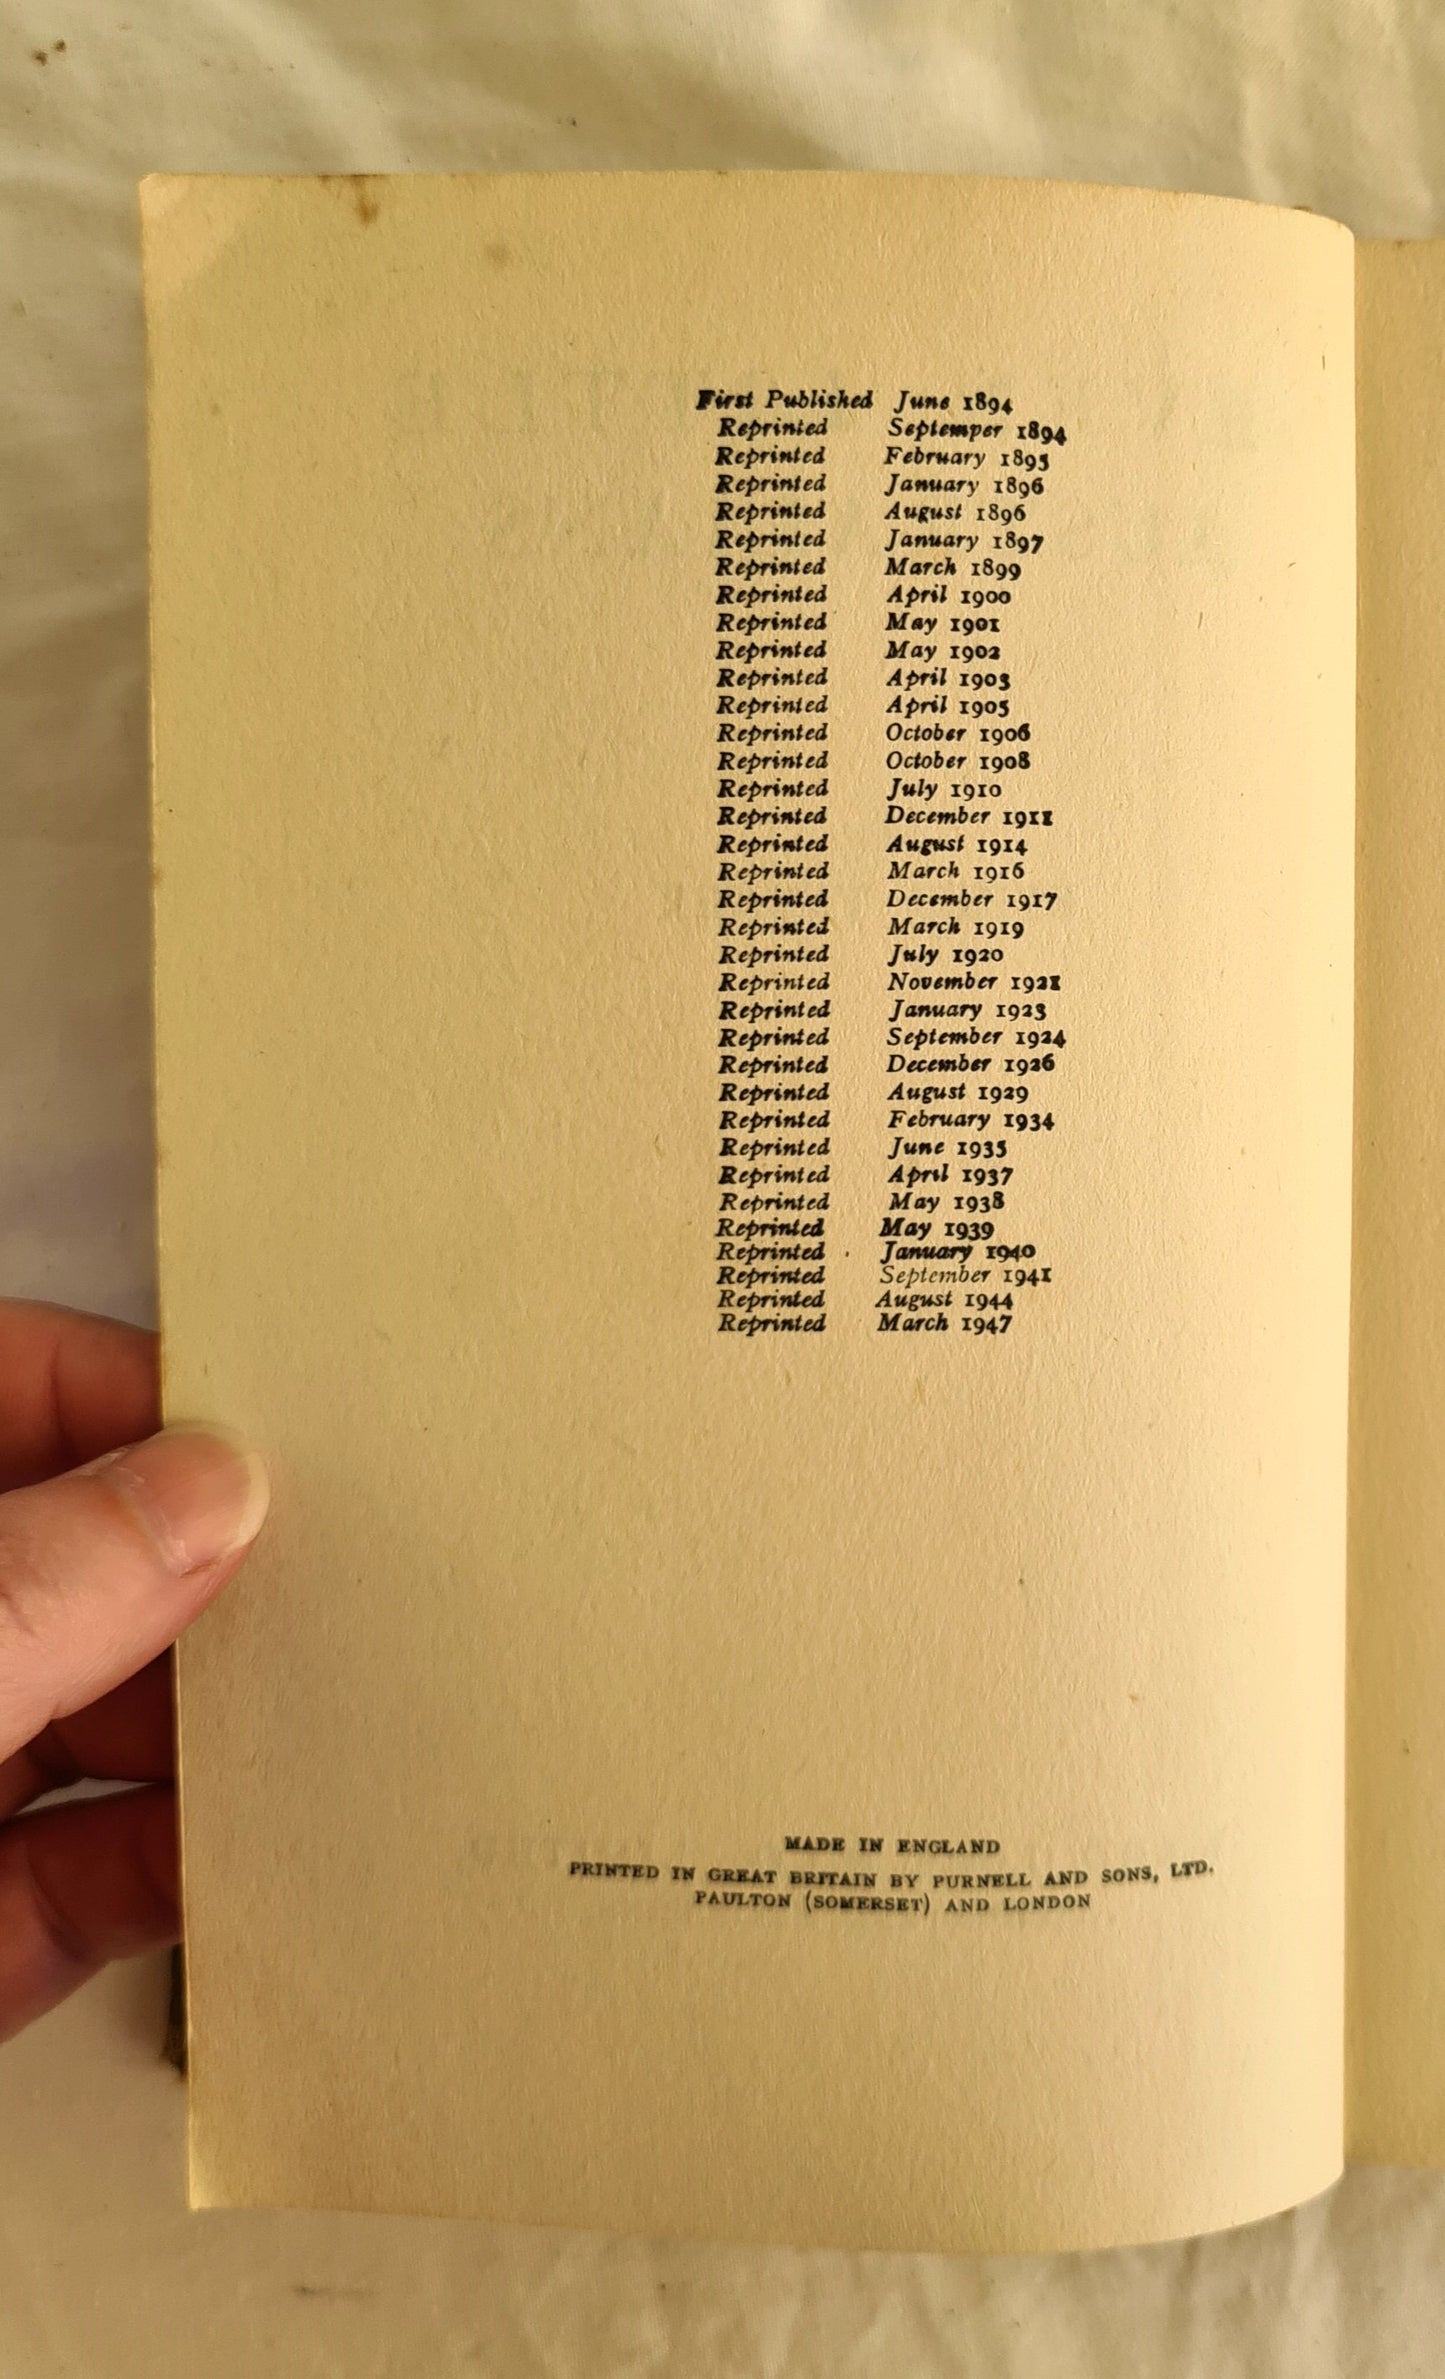 First Published June 1894
Reprinted Septemper 1894
Reprinted February 1895
Reprinted January 1896
Reprinted August 1896
Reprinted January 1897
Reprinted March 1899
Reprinted April 1900
Reprinted May 1901
Reprinted May 1902
Reprinted April 1903
Reprinted April 1905
Reprinted October 1906
Reprinted October 1908
Reprinted July 1910
Reprinted December 1911
Reprinted August 1914
Reprinted March 1916
Reprinted December 1917
Reprinted March 1919
Reprinted July 1920
Reprinted November 1921
Reprinted January 1923
Reprinted September 1924
Reprinted December 1926
Reprinted August 1929
Reprinted February 1934
Reprinted June 1935
Reprinted April 1937
Reprinted May 1938
Reprinted May 1939
Reprinted January 1940
Reprinted September 1941
Reprinted August 1944
Reprinted March 1947
MADE IN ENGLAND
PRINTED IN GREAT BRITAIN BY PURNELL AND SONS, LTD.
PAULTON (SOMERSET) AND LONDON